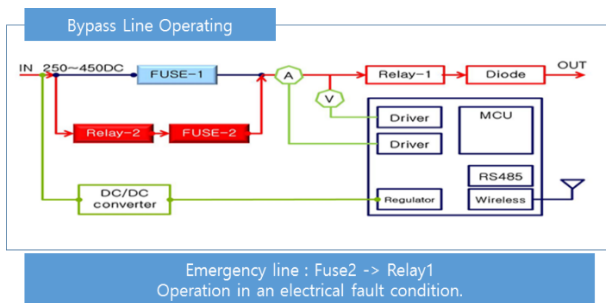 Bypass Line Operating
IN 250~450DC
FUSE-1
A
Relay-1
Diode
OUT
V
Relay-2
FUSE-2
Driver
MCU
Driver
RS485
DC/DC
converter
Regulator
Wireless
Emergency line : Fuse2 -> Relay1
Operation in an electrical fault condition.